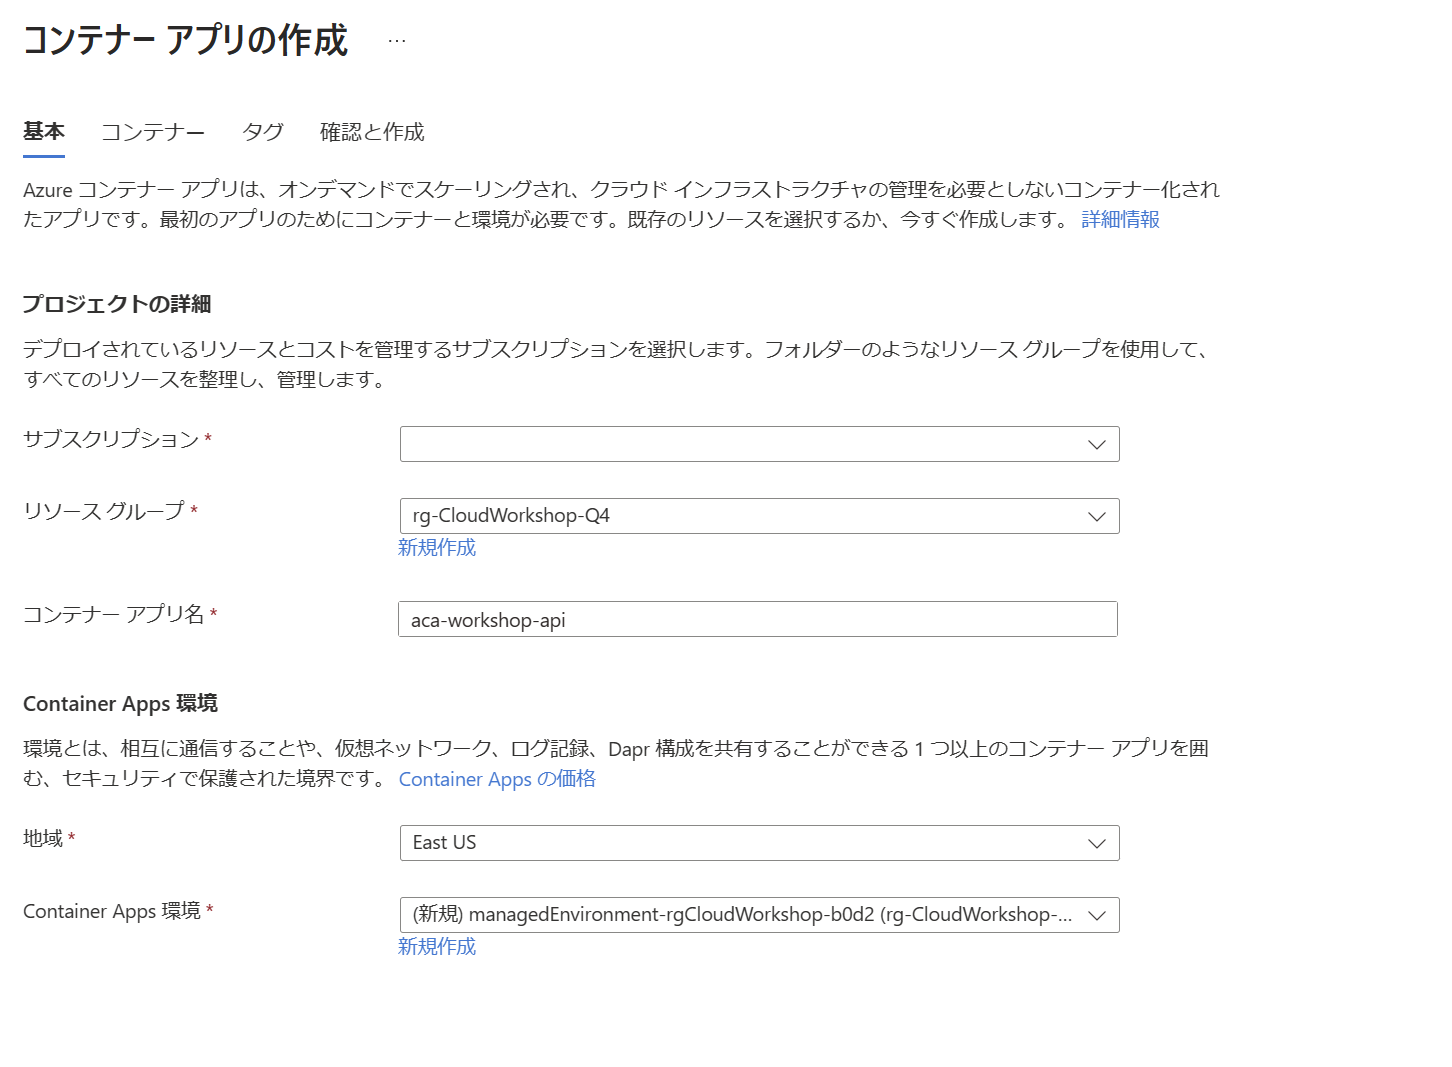 コンテナー アプリの作成 …
基本 コンテナー タグ 確認と作成
Azure コンテナー アプリは、オンデマンドでスケーリングされ、クラウド インフラストラクチャの管理を必要としないコンテナー化され
たアプリです。最初のアプリのためにコンテナーと環境が必要です。既存のリソースを選択するか、今すぐ作成します。 詳細情報
プロジェクトの詳細
デプロイされているリソースとコストを管理するサブスクリプションを選択します。フォルダーのようなリソース グループを使用して、
すべてのリソースを整理し、管理します。
サブスクリプション *
リソース グループ * rg-CloudWorkshop-Q4
新規作成
コンテナー アプリ名 * aca-workshop-api
Container Apps 環境
環境とは、相互に通信することや、仮想ネットワーク、ログ記録、Dapr 構成を共有することができる 1 つ以上のコンテナー アプリを囲
む、セキュリティで保護された境界です。 Container Apps の価格
地域 * East US
Container Apps 環境 * (新規) managedEnvironment-rgCloudWorkshop-b0d2 (rg-CloudWorkshop-...
新規作成